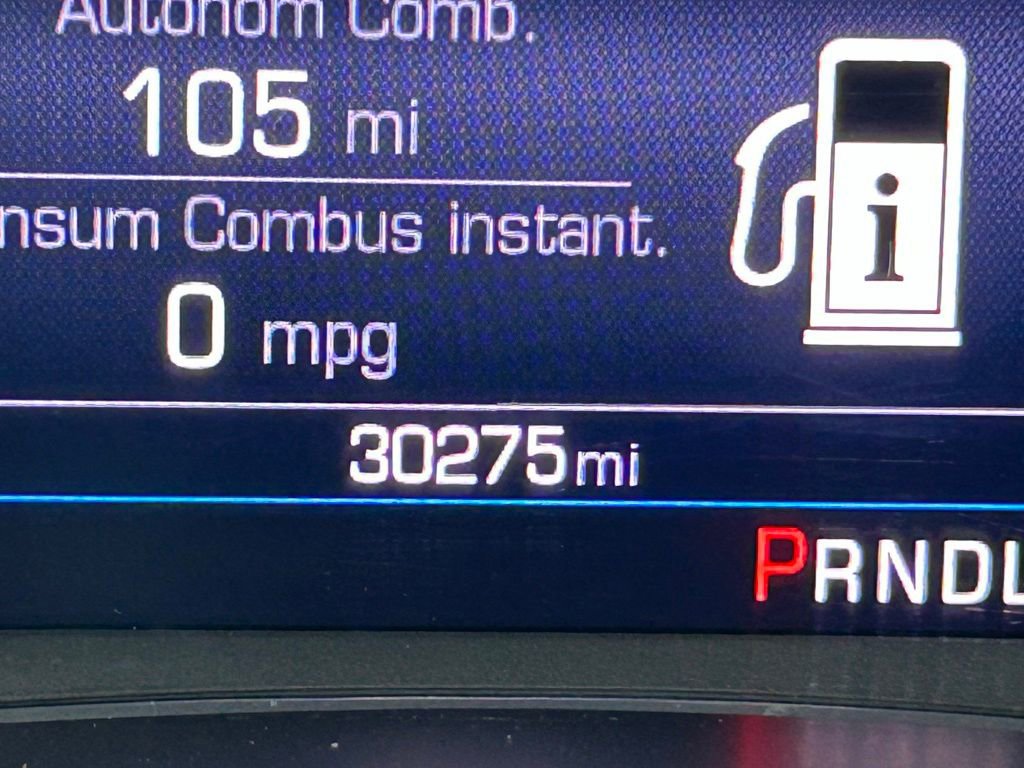 Autonom Comb.
105 mi
nsum Combus instant.
0 mpg
i
30275 mi
PRNDL